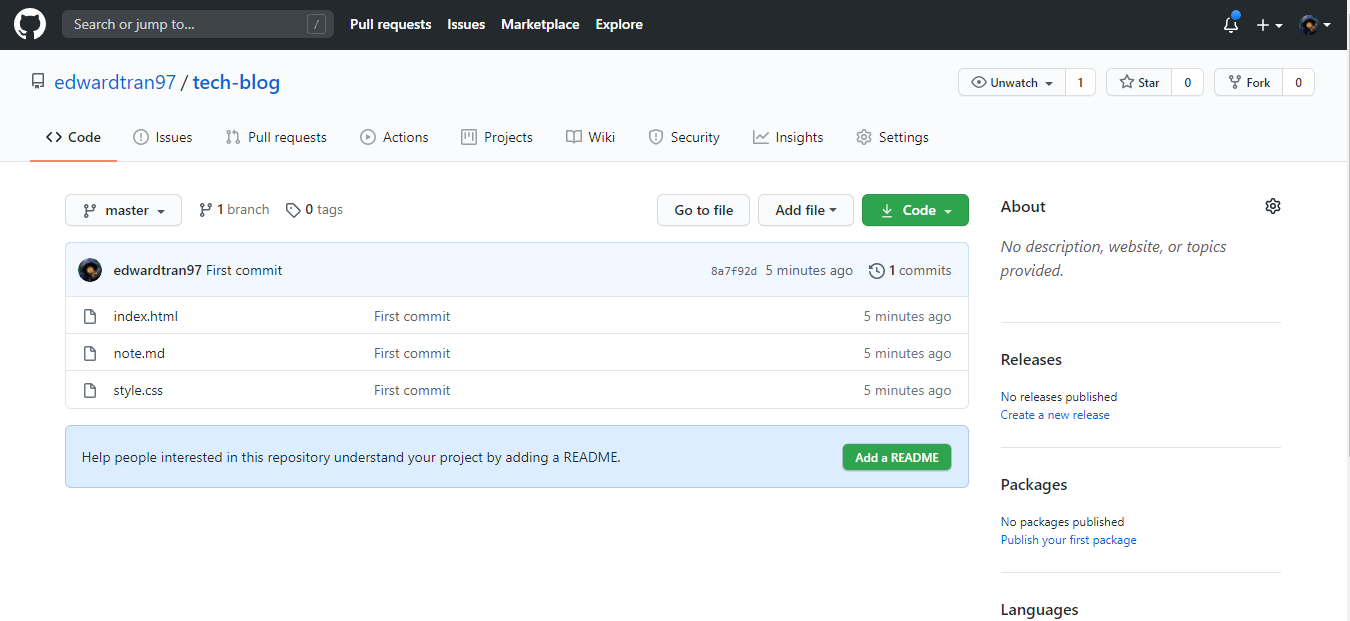 Search or jump to... / Pull requests Issues Marketplace Explore
edwardtran97 / tech-blog Unwatch 1 Star 0 Fork 0
Code Issues Pull requests Actions Projects Wiki Security Insights Settings
master 1 branch 0 tags Go to file Add file Code
edwardtran97 First commit 8a7f92d 5 minutes ago 1 commits
index.html First commit 5 minutes ago
note.md First commit 5 minutes ago
style.css First commit 5 minutes ago
Help people interested in this repository understand your project by adding a README. Add a README
About
No description, website, or topics
provided.
Releases
No releases published
Create a new release
Packages
No packages published
Publish your first package
Languages